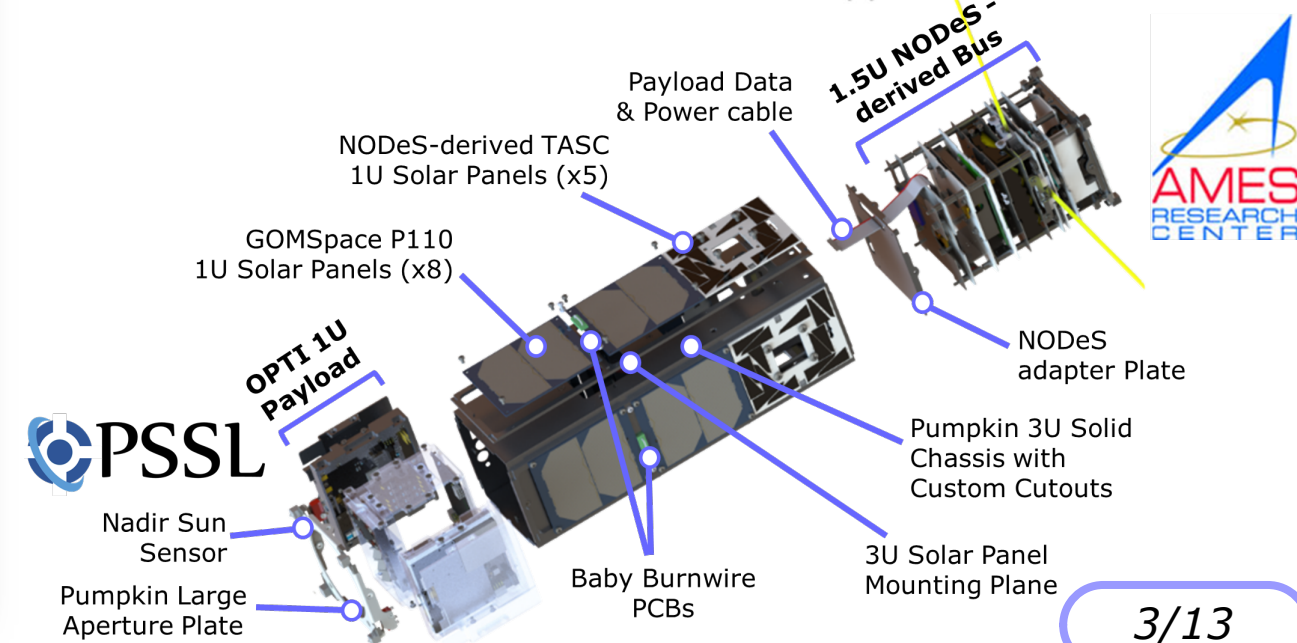 1.5U NODeS -
derived Bus
Payload Data
& Power cable
NODeS-derived TASC
1U Solar Panels (x5)
GOMSpace P110
1U Solar Panels (x8)
AMES
RESEARCH
CENTER
OPTI 1U
Payload
NODeS
adapter Plate
PSSL
Pumpkin 3U Solid
Chassis with
Custom Cutouts
Nadir Sun
Sensor
3U Solar Panel
Mounting Plane
Baby Burnwire
PCBs
Pumpkin Large
Aperture Plate
3/13